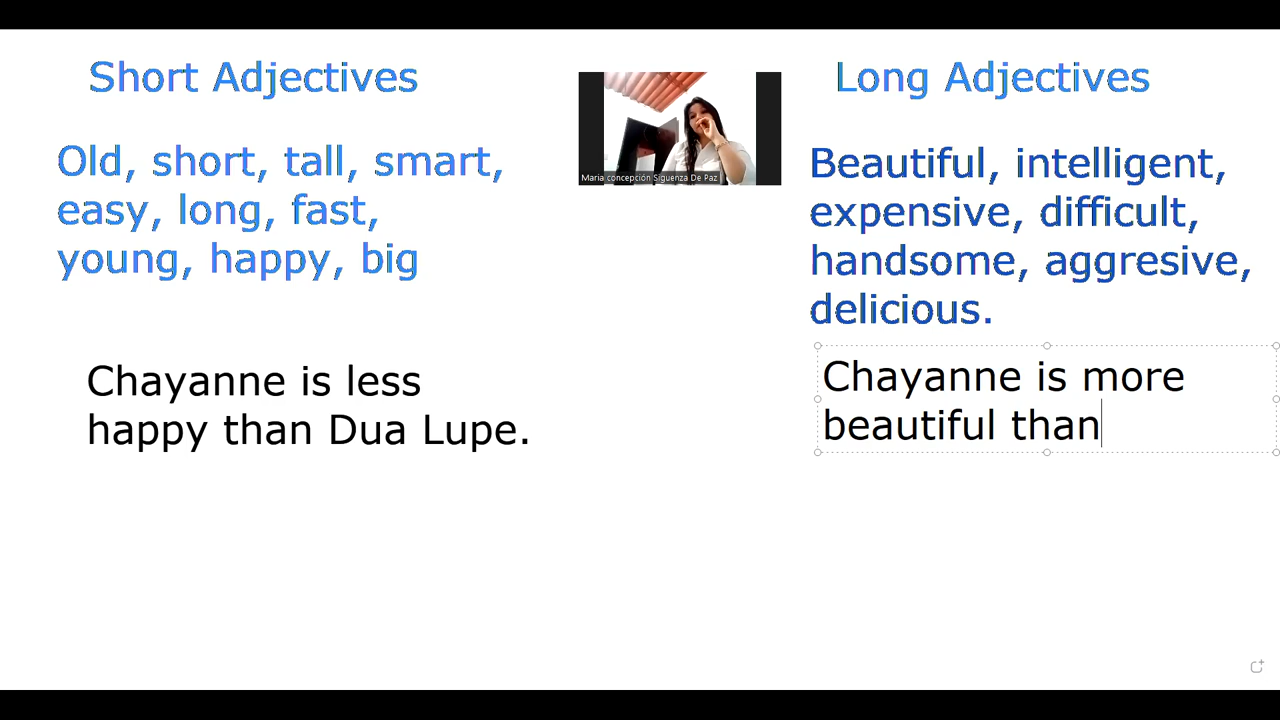 Short Adjectives
Old, short, tall, smart,
easy, long, fast,
young, happy, big
Chayanne is less
happy than Dua Lupe.
Maria concepción Siguenza De Paz
Long Adjectives
Beautiful, intelligent,
expensive, difficult,
handsome, aggresive,
delicious.
Chayanne is more
beautiful than